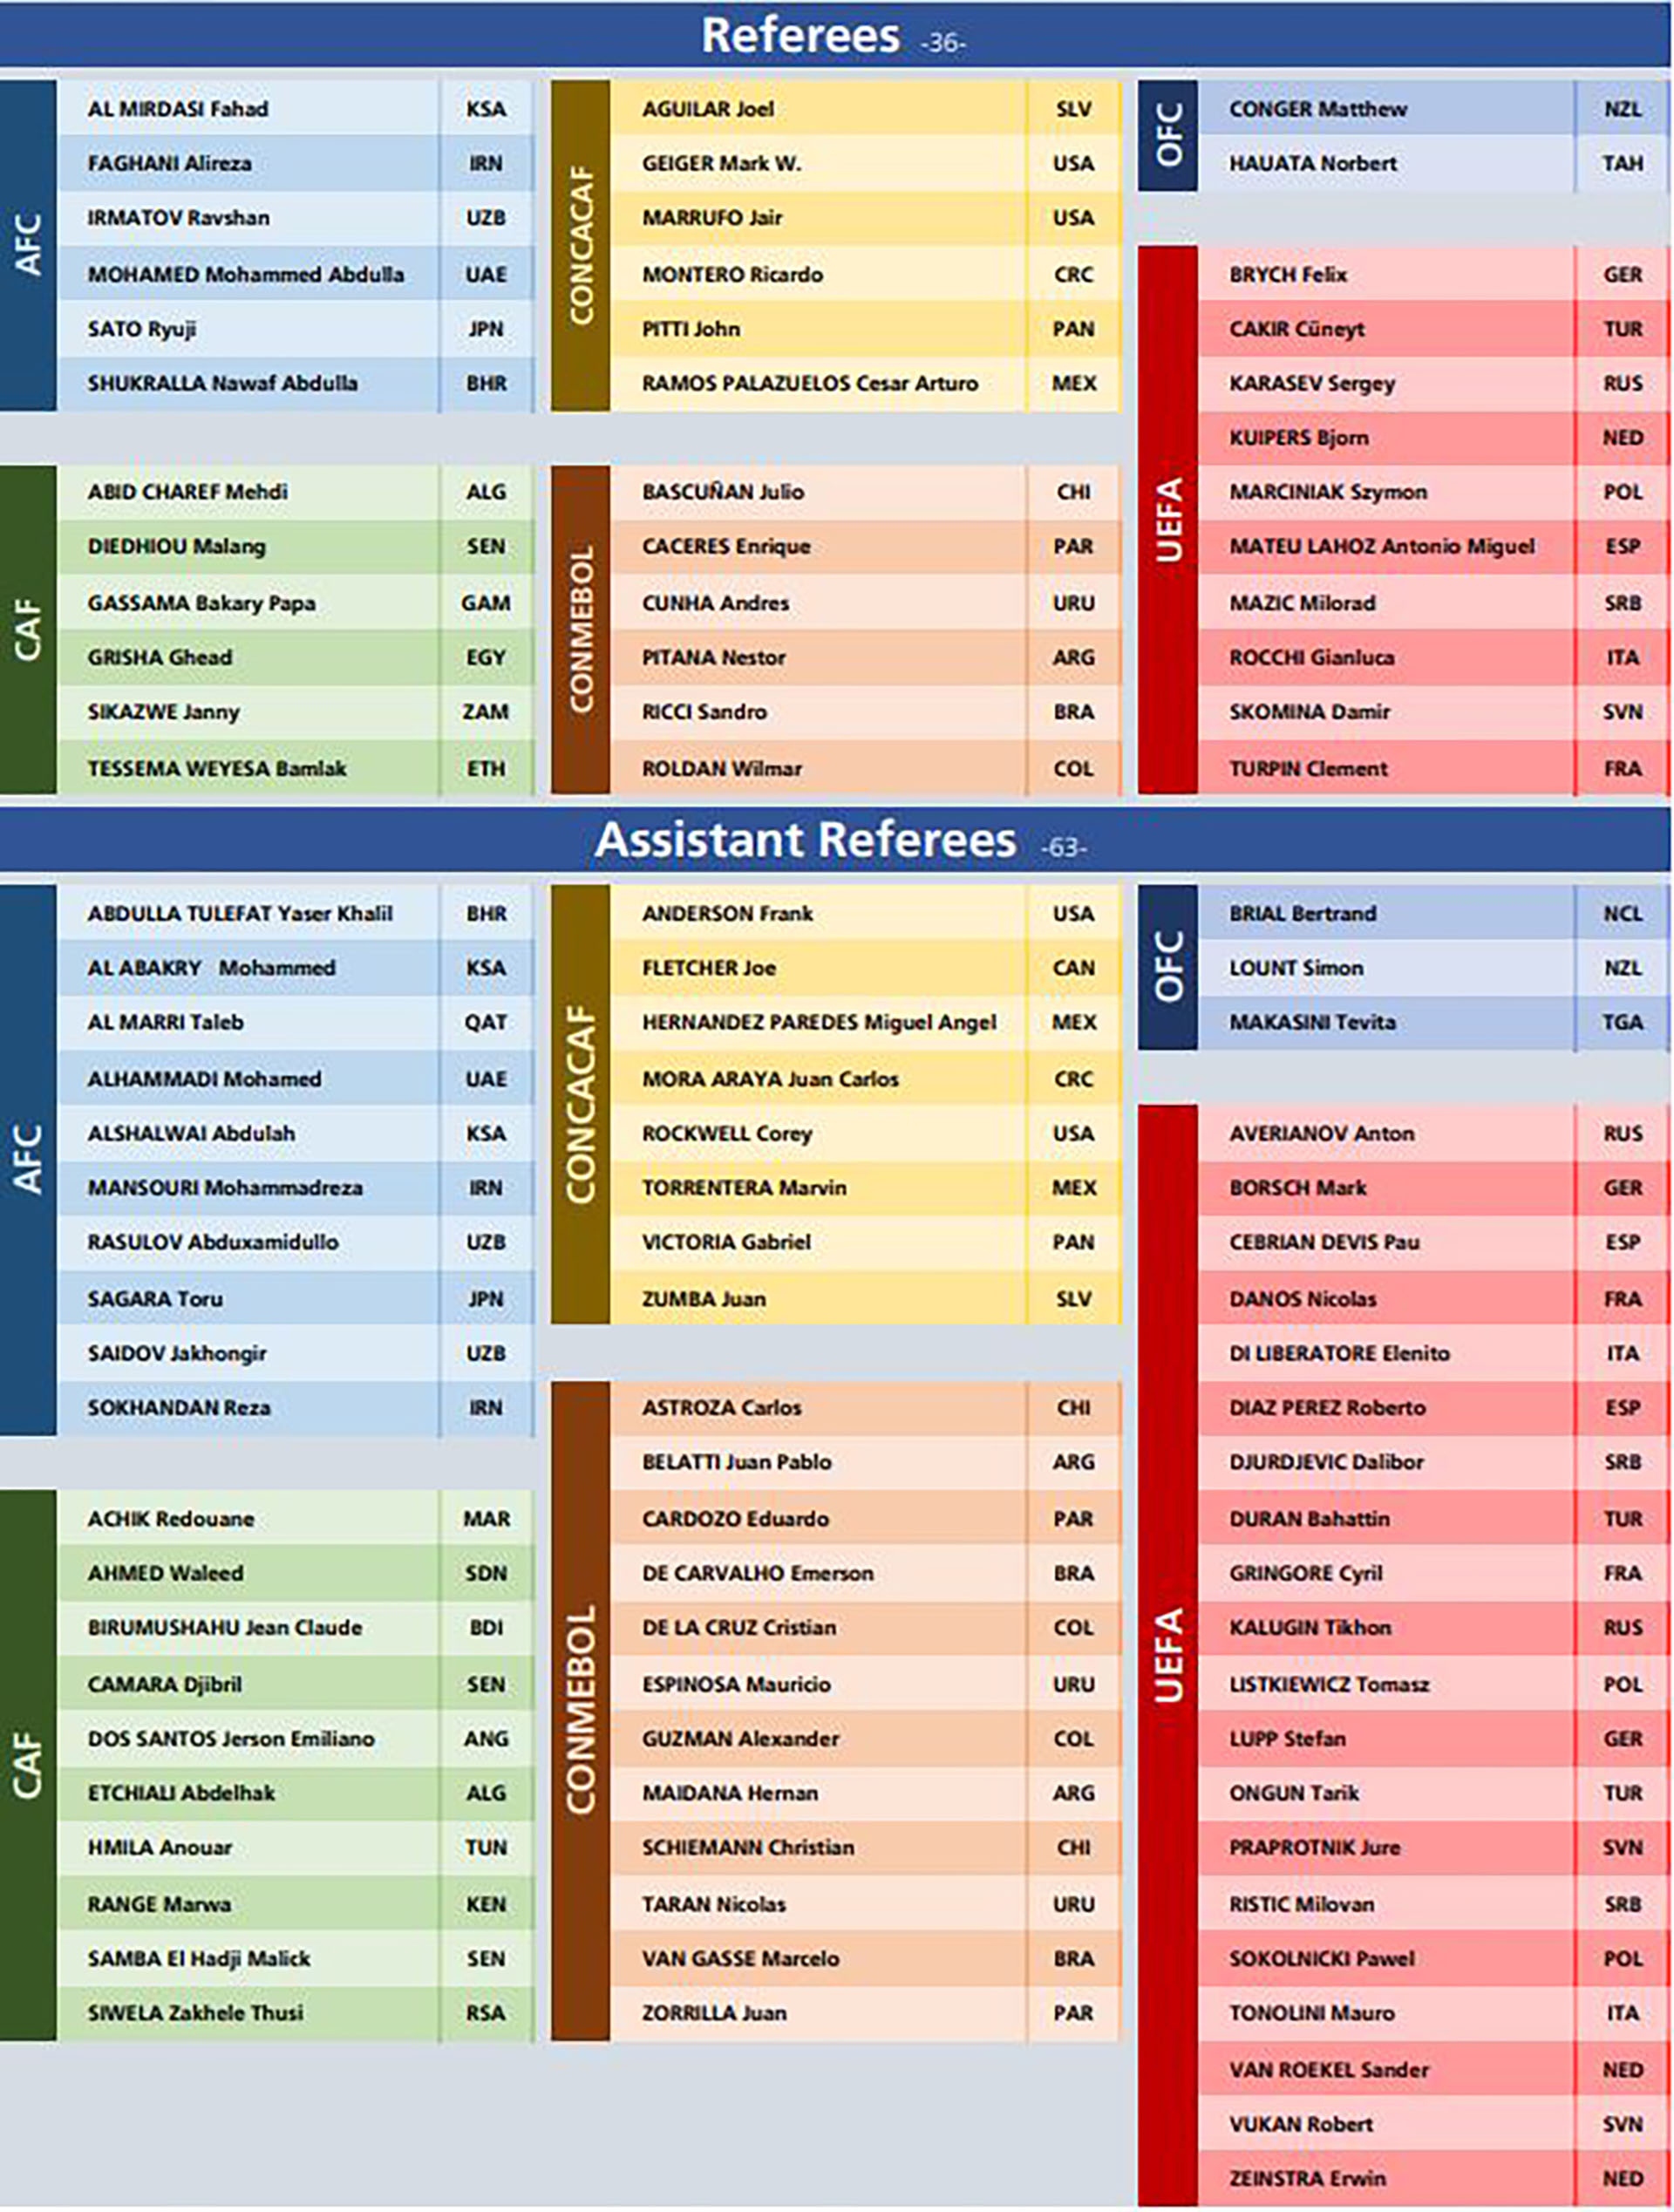 Referees -36-
AFC
AL MIRDASI Fahad KSA
FAGHANI Alireza IRN
IRMATOV Ravshan UZB
MOHAMED Mohammed Abdulla UAE
SATO Ryuji JPN
SHUKRALLA Nawaf Abdulla BHR
CAF
ABID CHAREF Mehdi ALG
DIEDHIOU Malang SEN
GASSAMA Bakary Papa GAM
GRISHA Ghead EGY
SIKAZWE Janny ZAM
TESSEMA WEYESA Bamlak ETH
CONCACAF
AGUILAR Joel SLV
GEIGER Mark W. USA
MARRUFO Jair USA
MONTERO Ricardo CRC
PITTI John PAN
RAMOS PALAZUELOS Cesar Arturo MEX
CONMEBOL
BASCUÑAN Julio CHI
CACERES Enrique PAR
CUNHA Andres URU
PITANA Nestor ARG
RICCI Sandro BRA
ROLDAN Wilmar COL
OFC
CONGER Matthew NZL
HAUATA Norbert TAH
UEFA
BRYCH Felix GER
CAKIR Cüneyt TUR
KARASEV Sergey RUS
KUIPERS Bjorn NED
MARCINIAK Szymon POL
MATEU LAHOZ Antonio Miguel ESP
MAZIC Milorad SRB
ROCCHI Gianluca ITA
SKOMINA Damir SVN
TURPIN Clement FRA
Assistant Referees -63-
AFC
ABDULLA TULEFAT Yaser Khalil BHR
AL ABAKRY Mohammed KSA
AL MARRI Taleb QAT
ALHAMMADI Mohamed UAE
ALSHALWAI Abdulah KSA
MANSOURI Mohammadreza IRN
RASULOV Abduxamidullo UZB
SAGARA Toru JPN
SAIDOV Jakhongir UZB
SOKHANDAN Reza IRN
CAF
ACHIK Redouane MAR
AHMED Waleed SDN
BIRUMUSHAHU Jean Claude BDI
CAMARA Djibril SEN
DOS SANTOS Jerson Emiliano ANG
ETCHIALI Abdelhak ALG
HMILA Anouar TUN
RANGE Marwa KEN
SAMBA El Hadji Malick SEN
SIWELA Zakhele Thusi RSA
CONCACAF
ANDERSON Frank USA
FLETCHER Joe CAN
HERNANDEZ PAREDES Miguel Angel MEX
MORA ARAYA Juan Carlos CRC
ROCKWELL Corey USA
TORRENTERA Marvin MEX
VICTORIA Gabriel PAN
ZUMBA Juan SLV
CONMEBOL
ASTROZA Carlos CHI
BELATTI Juan Pablo ARG
CARDOZO Eduardo PAR
DE CARVALHO Emerson BRA
DE LA CRUZ Cristian COL
ESPINOSA Mauricio URU
GUZMAN Alexander COL
MAIDANA Hernan ARG
SCHIEMANN Christian CHI
TARAN Nicolas URU
VAN GASSE Marcelo BRA
ZORRILLA Juan PAR
OFC
BRIAL Bertrand NCL
LOUNT Simon NZL
MAKASINI Tevita TGA
UEFA
AVERIANOV Anton RUS
BORSCH Mark GER
CEBRIAN DEVIS Pau ESP
DANOS Nicolas FRA
DI LIBERATORE Elenito ITA
DIAZ PEREZ Roberto ESP
DJURDJEVIC Dalibor SRB
DURAN Bahattin TUR
GRINGORE Cyril FRA
KALUGIN Tikhon RUS
LISTKIEWICZ Tomasz POL
LUPP Stefan GER
ONGUN Tarik TUR
PRAPROTNIK Jure SVN
RISTIC Milovan SRB
SOKOLNICKI Pawel POL
TONOLINI Mauro ITA
VAN ROEKEL Sander NED
VUKAN Robert SVN
ZEINSTRA Erwin NED